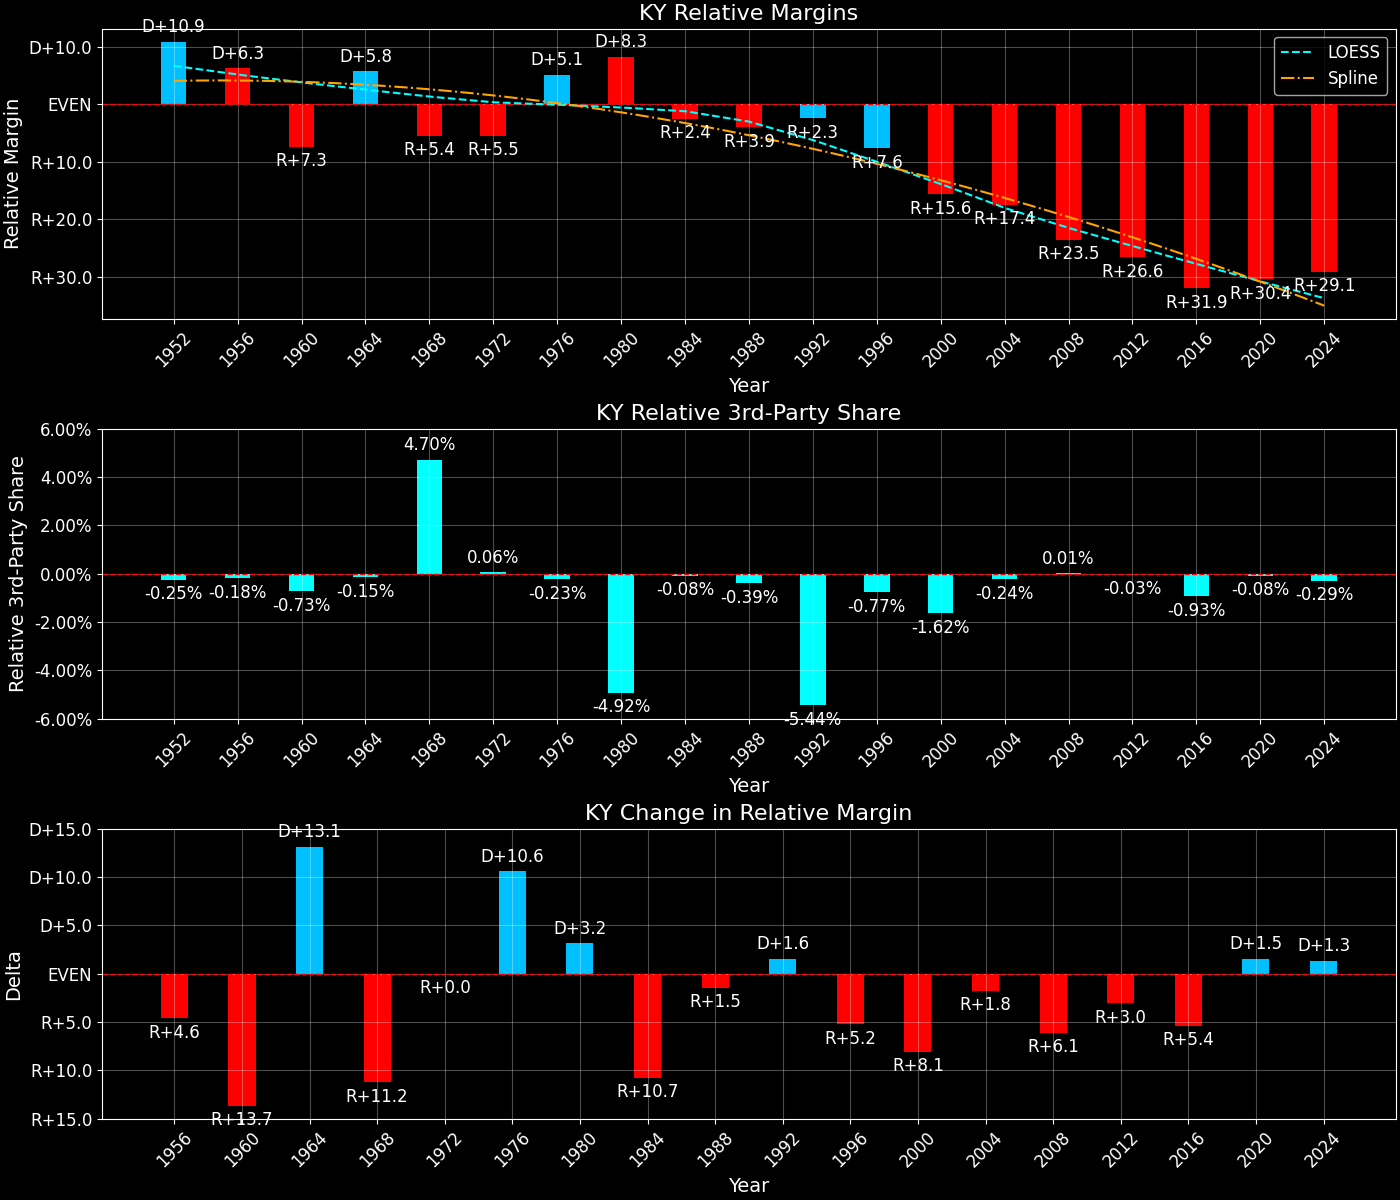 KY Relative Margins
Relative Margin
D+10.0
EVEN
R+10.0
R+20.0
R+30.0
D+10.9
D+6.3
R+7.3
D+5.8
R+5.4
R+5.5
D+5.1
D+8.3
R+2.4
R+3.9
R+2.3
R+7.6
R+15.6
R+17.4
R+23.5
R+26.6
R+31.9
R+30.4
R+29.1
LOESS
Spline
1952 1956 1960 1964 1968 1972 1976 1980 1984 1988 1992 1996 2000 2004 2008 2012 2016 2020 2024
Year
KY Relative 3rd-Party Share
Relative 3rd-Party Share
6.00%
4.00%
2.00%
0.00%
-2.00%
-4.00%
-6.00%
-0.25%
-0.18%
-0.73%
-0.15%
4.70%
0.06%
-0.23%
-4.92%
-0.08%
-0.39%
-5.44%
-0.77%
-1.62%
-0.24%
0.01%
-0.03%
-0.93%
-0.08%
-0.29%
1952 1956 1960 1964 1968 1972 1976 1980 1984 1988 1992 1996 2000 2004 2008 2012 2016 2020 2024
Year
KY Change in Relative Margin
Delta
D+15.0
D+10.0
D+5.0
EVEN
R+5.0
R+10.0
R+15.0
R+4.6
R+13.7
D+13.1
R+11.2
R+0.0
D+10.6
D+3.2
R+10.7
R+1.5
D+1.6
R+5.2
R+8.1
R+1.8
R+6.1
R+3.0
R+5.4
D+1.5
D+1.3
1956 1960 1964 1968 1972 1976 1980 1984 1988 1992 1996 2000 2004 2008 2012 2016 2020 2024
Year